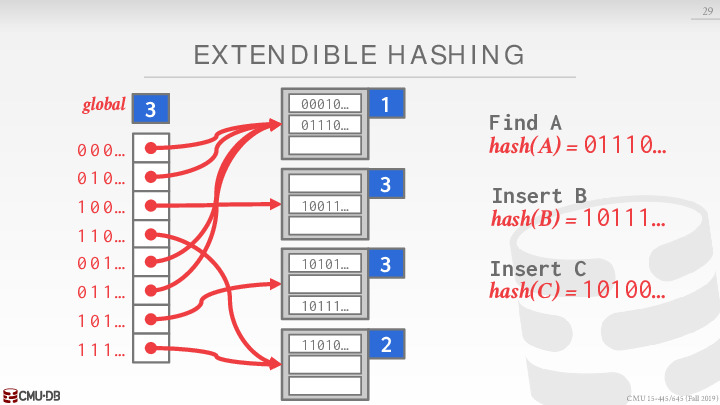 29
EXTENDIBLE HASHING
global 3
000…
010…
100…
110…
001…
011…
101…
111…
1
00010…
01110…
3
10011…
3
10101…
10111…
2
11010…
Find A
hash(A) = 01110…
Insert B
hash(B) = 10111…
Insert C
hash(C) = 10100…
CMU·DB
CMU 15-445/645 (Fall 2019)